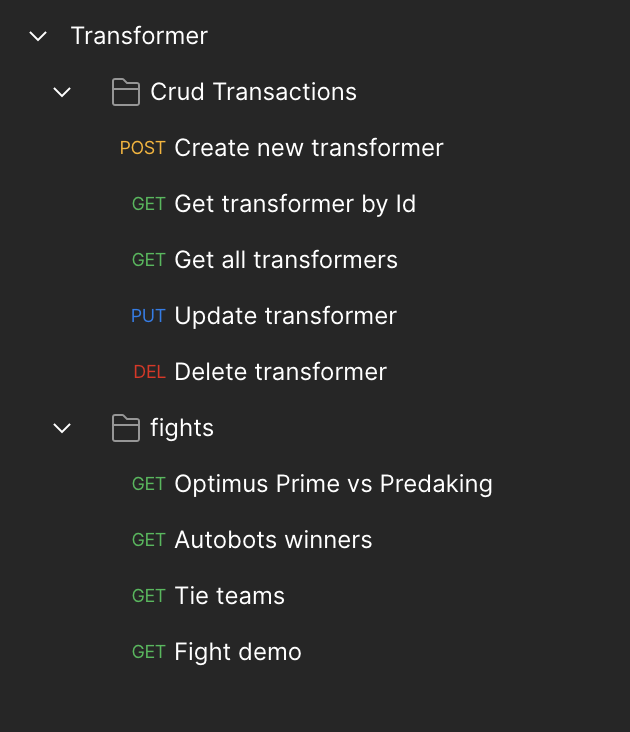 Transformer
Crud Transactions
POST Create new transformer
GET Get transformer by Id
GET Get all transformers
PUT Update transformer
DEL Delete transformer
fights
GET Optimus Prime vs Predaking
GET Autobots winners
GET Tie teams
GET Fight demo